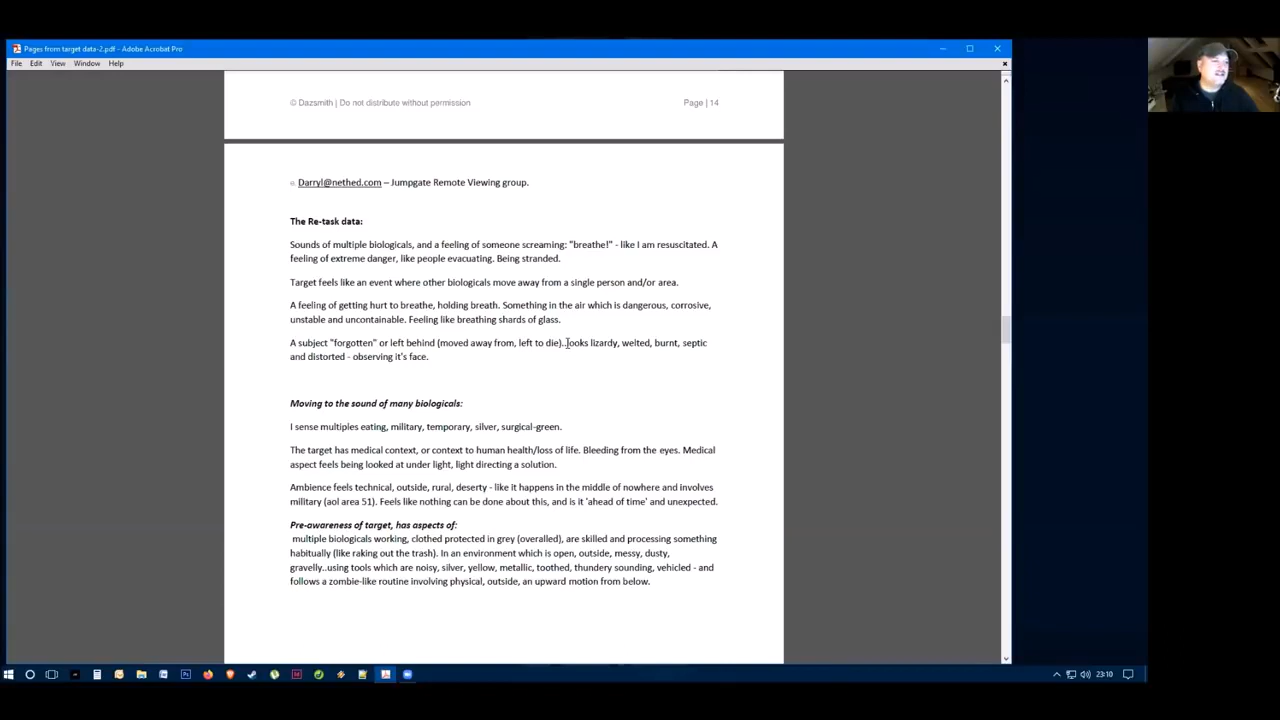 Pages from target data-2.pdf - Adobe Acrobat Pro
File Edit View Window Help
© Dazsmith | Do not distribute without permission Page | 14
e. Darryl@nethed.com – Jumpgate Remote Viewing group.
The Re-task data:
Sounds of multiple biologicals, and a feeling of someone screaming: "breathe!" - like I am resuscitated. A
feeling of extreme danger, like people evacuating. Being stranded.
Target feels like an event where other biologicals move away from a single person and/or area.
A feeling of getting hurt to breathe, holding breath. Something in the air which is dangerous, corrosive,
unstable and uncontainable. Feeling like breathing shards of glass.
A subject "forgotten" or left behind (moved away from, left to die)..looks lizardy, welted, burnt, septic
and distorted - observing it's face.
Moving to the sound of many biologicals:
I sense multiples eating, military, temporary, silver, surgical-green.
The target has medical context, or context to human health/loss of life. Bleeding from the eyes. Medical
aspect feels being looked at under light, light directing a solution.
Ambience feels technical, outside, rural, deserty - like it happens in the middle of nowhere and involves
military (aol area 51). Feels like nothing can be done about this, and is it 'ahead of time' and unexpected.
Pre-awareness of target, has aspects of:
multiple biologicals working, clothed protected in grey (overalled), are skilled and processing something
habitually (like raking out the trash). In an environment which is open, outside, messy, dusty,
gravelly..using tools which are noisy, silver, yellow, metallic, toothed, thundery sounding, vehicled - and
follows a zombie-like routine involving physical, outside, an upward motion from below.
23:10